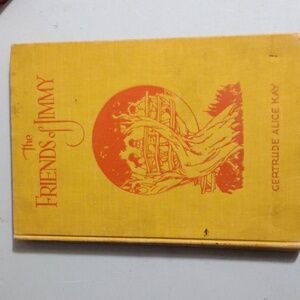 The
FRIENDS of JIMMY
GERTRUDE ALICE KAY